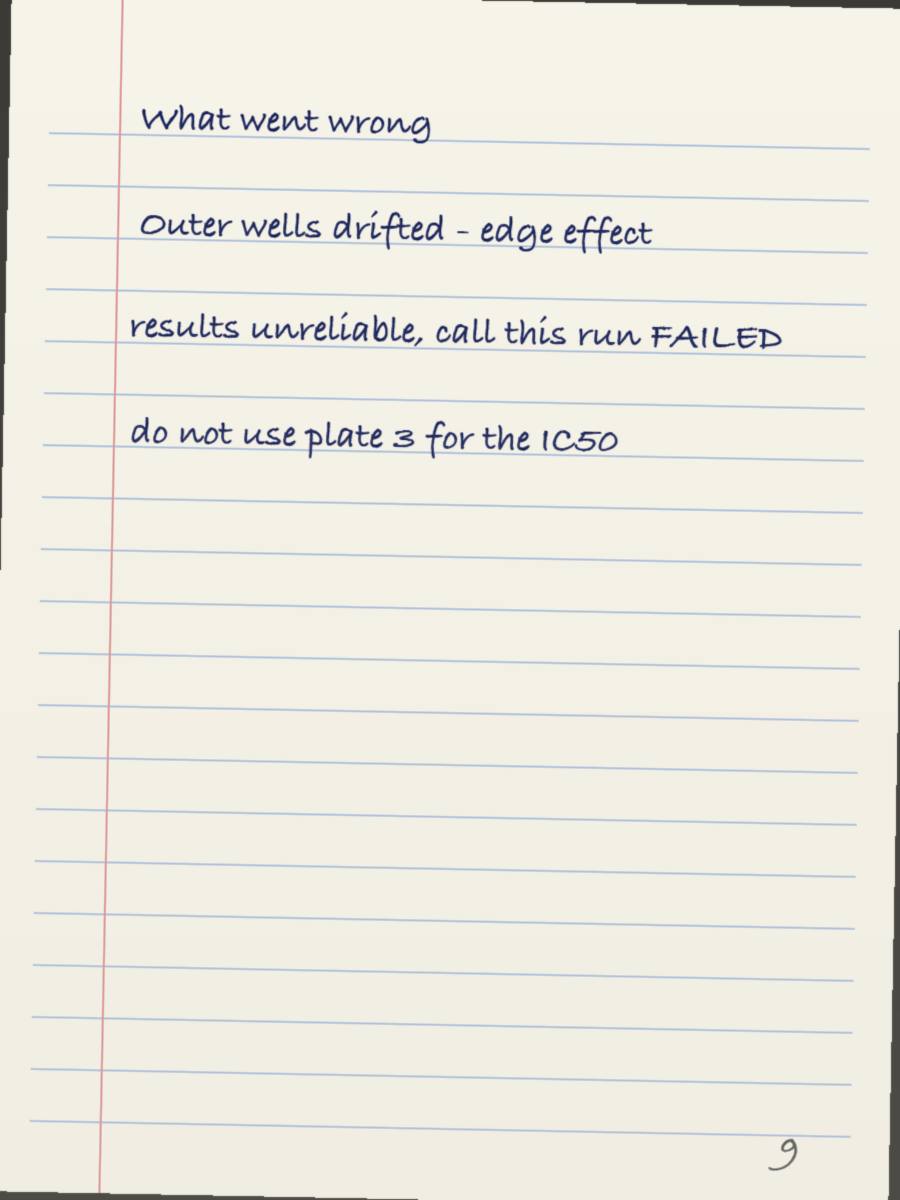 What went wrong
Outer wells drifted - edge effect
results unreliable, call this run FAILED
do not use plate 3 for the IC50
9